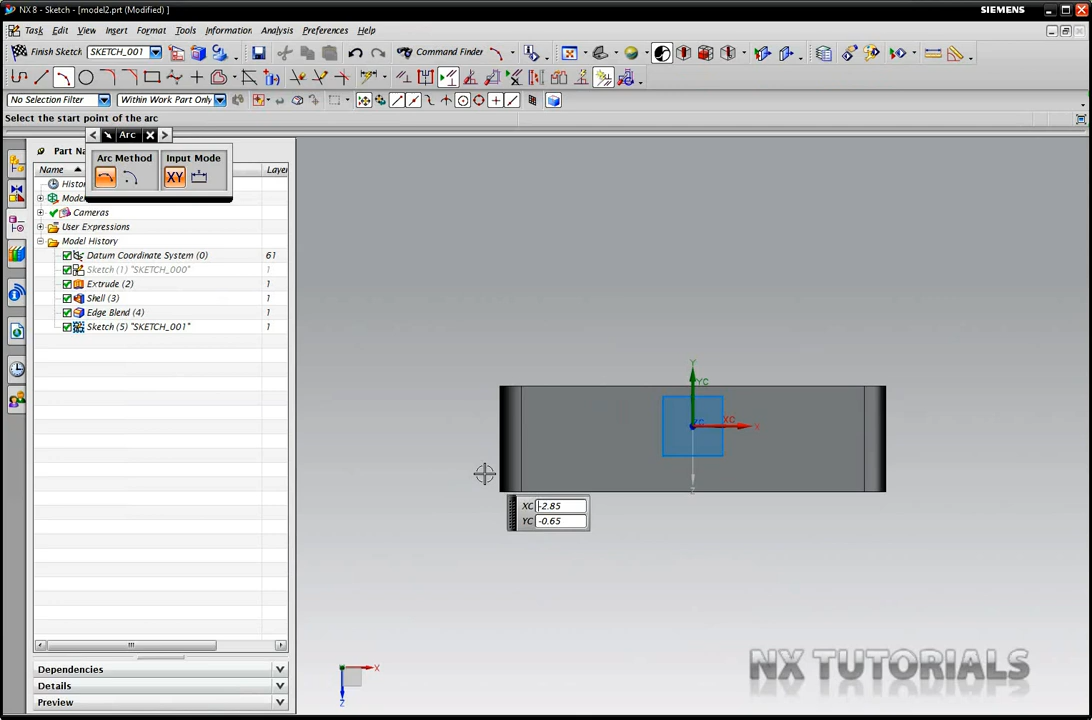 NX 8 - Sketch - [model2.prt (Modified) ]
SIEMENS
Task Edit View Insert Format Tools Information Analysis Preferences Help
Finish Sketch SKETCH_001 Command Finder
No Selection Filter Within Work Part Only
Select the start point of the arc
Arc
Part Na
Arc Method Input Mode
XY
Name Layer
Histo
Mode
Cameras
User Expressions
Model History
Datum Coordinate System (0) 61
Sketch (1) "SKETCH_000" 1
Extrude (2) 1
Shell (3) 1
Edge Blend (4) 1
Sketch (5) "SKETCH_001" 1
Y
YC
XC
X
Z
XC -2.85
YC -0.65
X
Z
Dependencies
Details
Preview
NX TUTORIALS